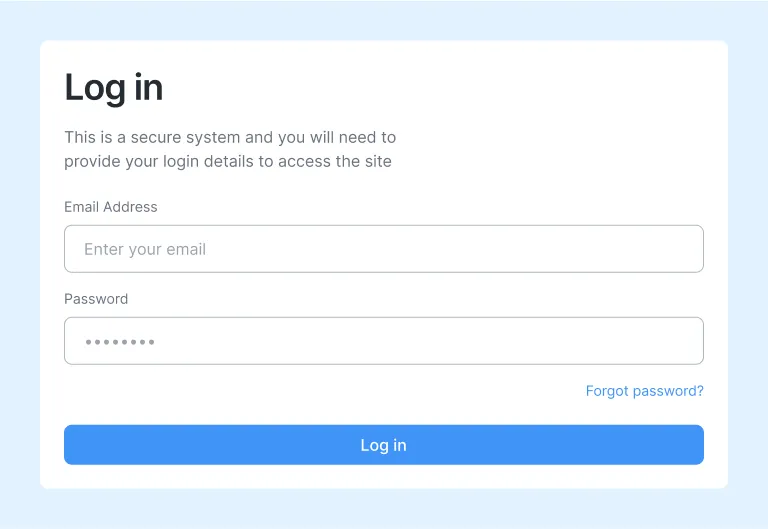 Log in
This is a secure system and you will need to
provide your login details to access the site
Email Address
Enter your email
Password
••••••••
Forgot password?
Log in